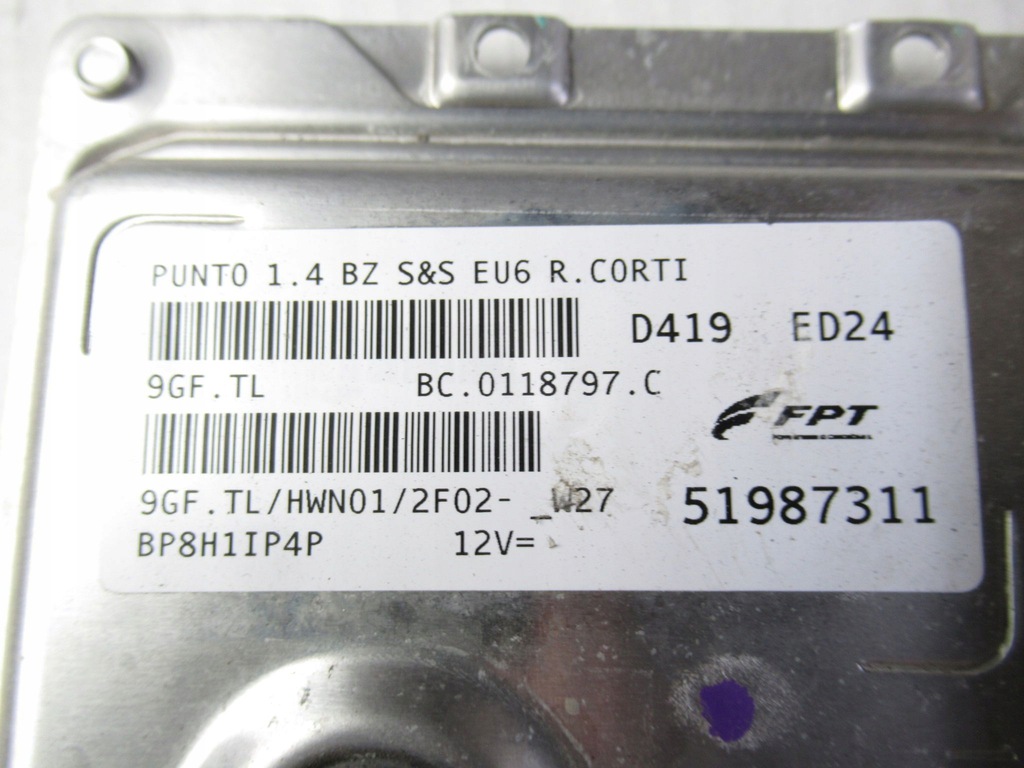 PUNTO 1.4 BZ S&S EU6 R.CORTI
D419 ED24
9GF.TL BC.0118797.C
FPT
9GF.TL/HWN01/2F02-_W27
51987311
BP8H1IP4P 12V=